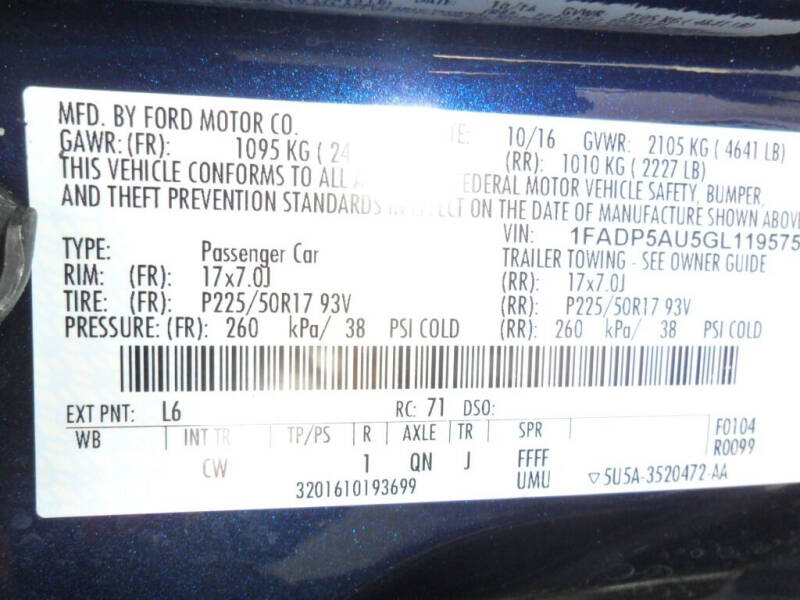 MFD. BY FORD MOTOR CO. 10/16 GVWR: 2105 KG ( 4641 LB)
GAWR: (FR): 1095 KG ( 24 (RR): 1010 KG ( 2227 LB)
THIS VEHICLE CONFORMS TO ALL FEDERAL MOTOR VEHICLE SAFETY, BUMPER,
AND THEFT PREVENTION STANDARDS IN EFFECT ON THE DATE OF MANUFACTURE SHOWN ABOVE
VIN: 1FADP5AU5GL119575
TYPE: Passenger Car TRAILER TOWING - SEE OWNER GUIDE
RIM: (FR): 17x7.0J (RR): 17x7.0J
TIRE: (FR): P225/50R17 93V (RR): P225/50R17 93V
PRESSURE: (FR): 260 kPa/ 38 PSI COLD (RR): 260 kPa/ 38 PSI COLD
EXT PNT: L6 RC: 71 DSO:
WB INT TR TP/PS R AXLE TR SPR F0104
R0099
CW 1 QN J FFFF
UMU
3201610193699 ▽5U5A-3520472-AA